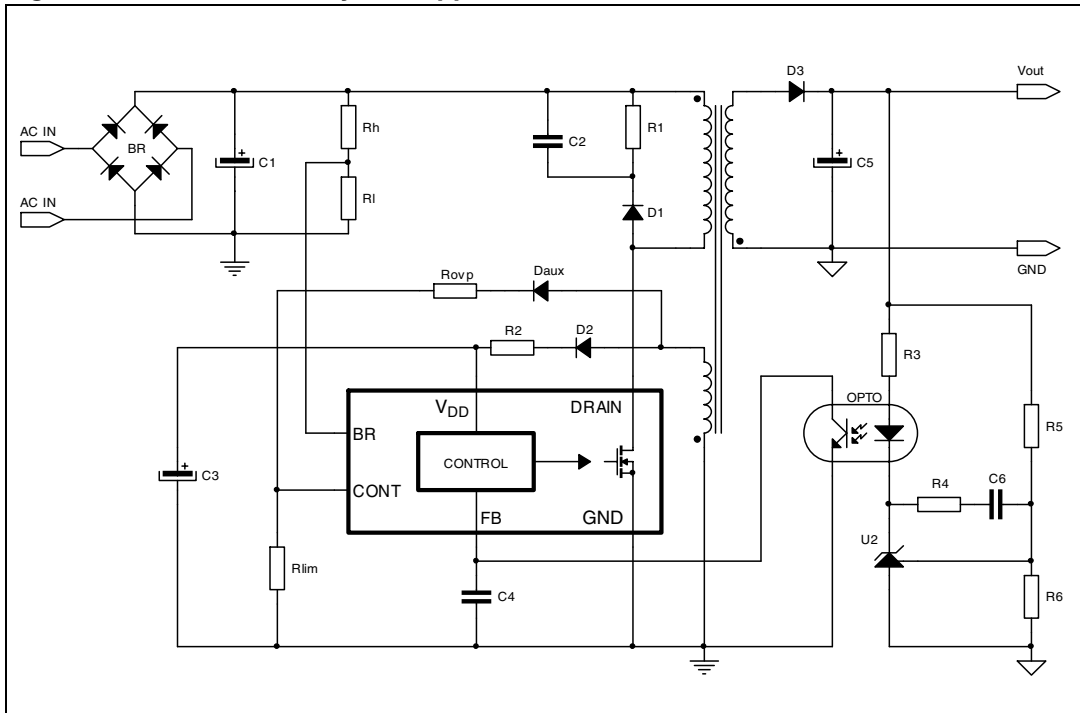 D3
Vout
AC IN
BR
Rh
C2
R1
C1
C5
Rl
AC IN
D1
GND
Rovp
Daux
R2
D2
R3
VDD
DRAIN
OPTO
BR
R5
CONTROL
C3
CONT
R4
C6
FB
GND
U2
Rlim
C4
R6